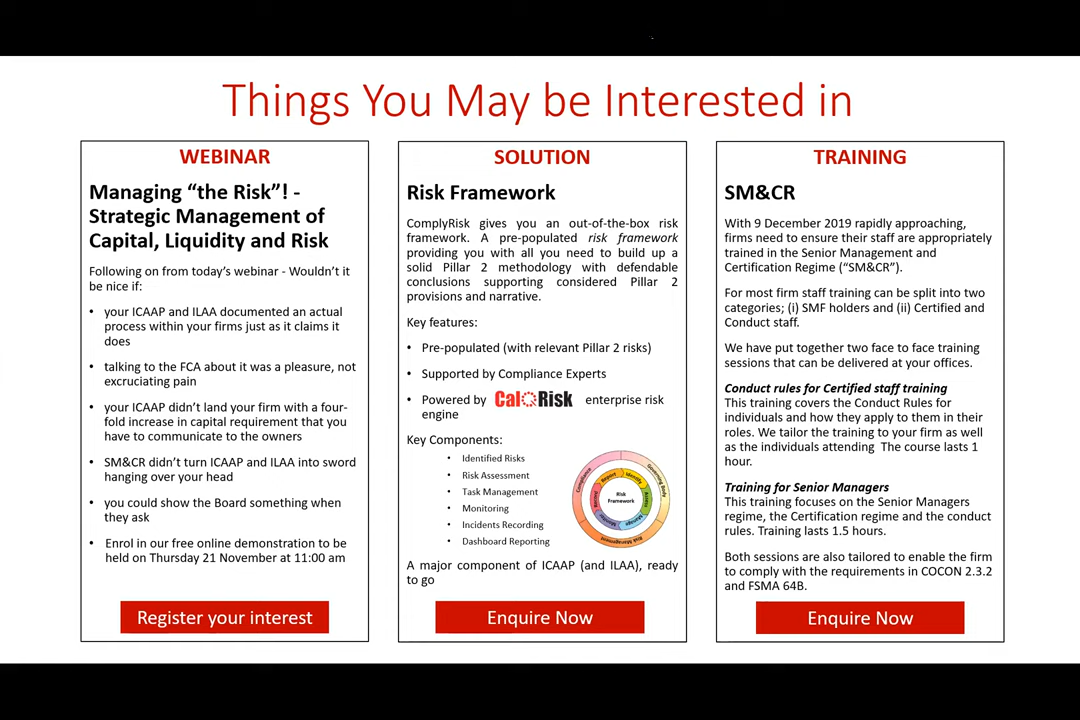 Things You May be Interested in
WEBINAR
Managing “the Risk”! -
Strategic Management of
Capital, Liquidity and Risk
Following on from today’s webinar - Wouldn’t it
be nice if:
• your ICAAP and ILAA documented an actual
process within your firms just as it claims it
does
• talking to the FCA about it was a pleasure, not
excruciating pain
• your ICAAP didn’t land your firm with a four-
fold increase in capital requirement that you
have to communicate to the owners
• SM&CR didn’t turn ICAAP and ILAA into sword
hanging over your head
• you could show the Board something when
they ask
• Enrol in our free online demonstration to be
held on Thursday 21 November at 11:00 am
Register your interest
SOLUTION
Risk Framework
ComplyRisk gives you an out-of-the-box risk
framework. A pre-populated risk framework
providing you with all you need to build up a
solid Pillar 2 methodology with defendable
conclusions supporting considered Pillar 2
provisions and narrative.
Key features:
• Pre-populated (with relevant Pillar 2 risks)
• Supported by Compliance Experts
• Powered by CalQRisk enterprise risk
engine
Key Components:
• Identified Risks
• Risk Assessment
• Task Management
• Monitoring
• Incidents Recording
• Dashboard Reporting
Compliance
Governing Body
Risk Management
Report
Identify
Assess
Manage
Monitor
Record
Risk
Framework
A major component of ICAAP (and ILAA), ready
to go
Enquire Now
TRAINING
SM&CR
With 9 December 2019 rapidly approaching,
firms need to ensure their staff are appropriately
trained in the Senior Management and
Certification Regime (“SM&CR”).
For most firm staff training can be split into two
categories; (i) SMF holders and (ii) Certified and
Conduct staff.
We have put together two face to face training
sessions that can be delivered at your offices.
Conduct rules for Certified staff training
This training covers the Conduct Rules for
individuals and how they apply to them in their
roles. We tailor the training to your firm as well
as the individuals attending The course lasts 1
hour.
Training for Senior Managers
This training focuses on the Senior Managers
regime, the Certification regime and the conduct
rules. Training lasts 1.5 hours.
Both sessions are also tailored to enable the firm
to comply with the requirements in COCON 2.3.2
and FSMA 64B.
Enquire Now